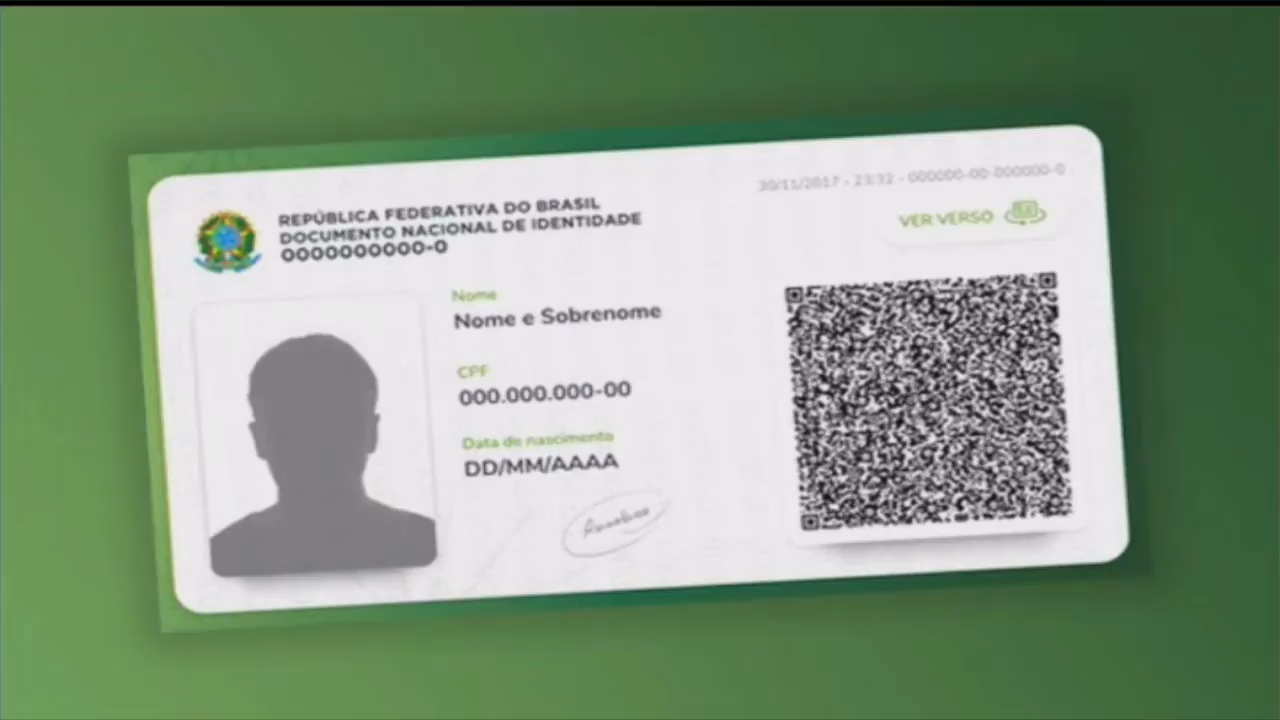 30/11/2017 - 23:32 - 000000-00-000000-0
REPÚBLICA FEDERATIVA DO BRASIL
DOCUMENTO NACIONAL DE IDENTIDADE
0000000000-0
VER VERSO
Nome
Nome e Sobrenome
CPF
000.000.000-00
Data de nascimento
DD/MM/AAAA